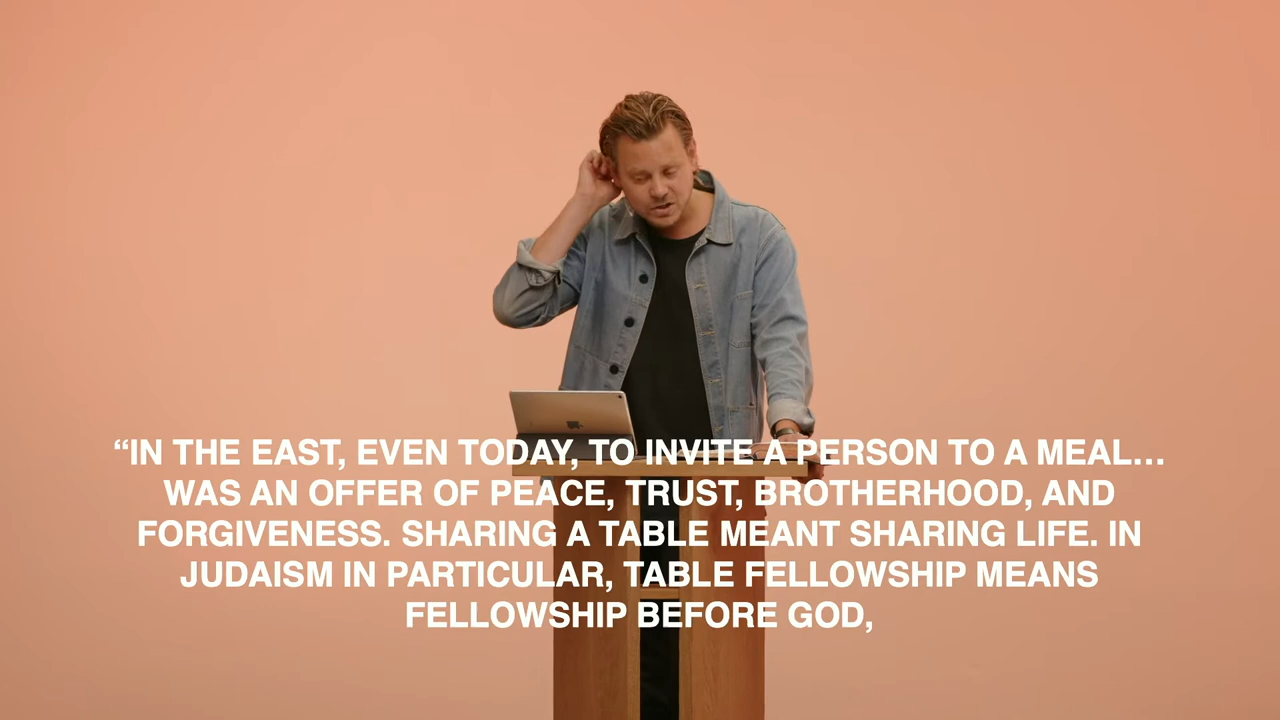 “IN THE EAST, EVEN TODAY, TO INVITE A PERSON TO A MEAL…
WAS AN OFFER OF PEACE, TRUST, BROTHERHOOD, AND
FORGIVENESS. SHARING A TABLE MEANT SHARING LIFE. IN
JUDAISM IN PARTICULAR, TABLE FELLOWSHIP MEANS
FELLOWSHIP BEFORE GOD,